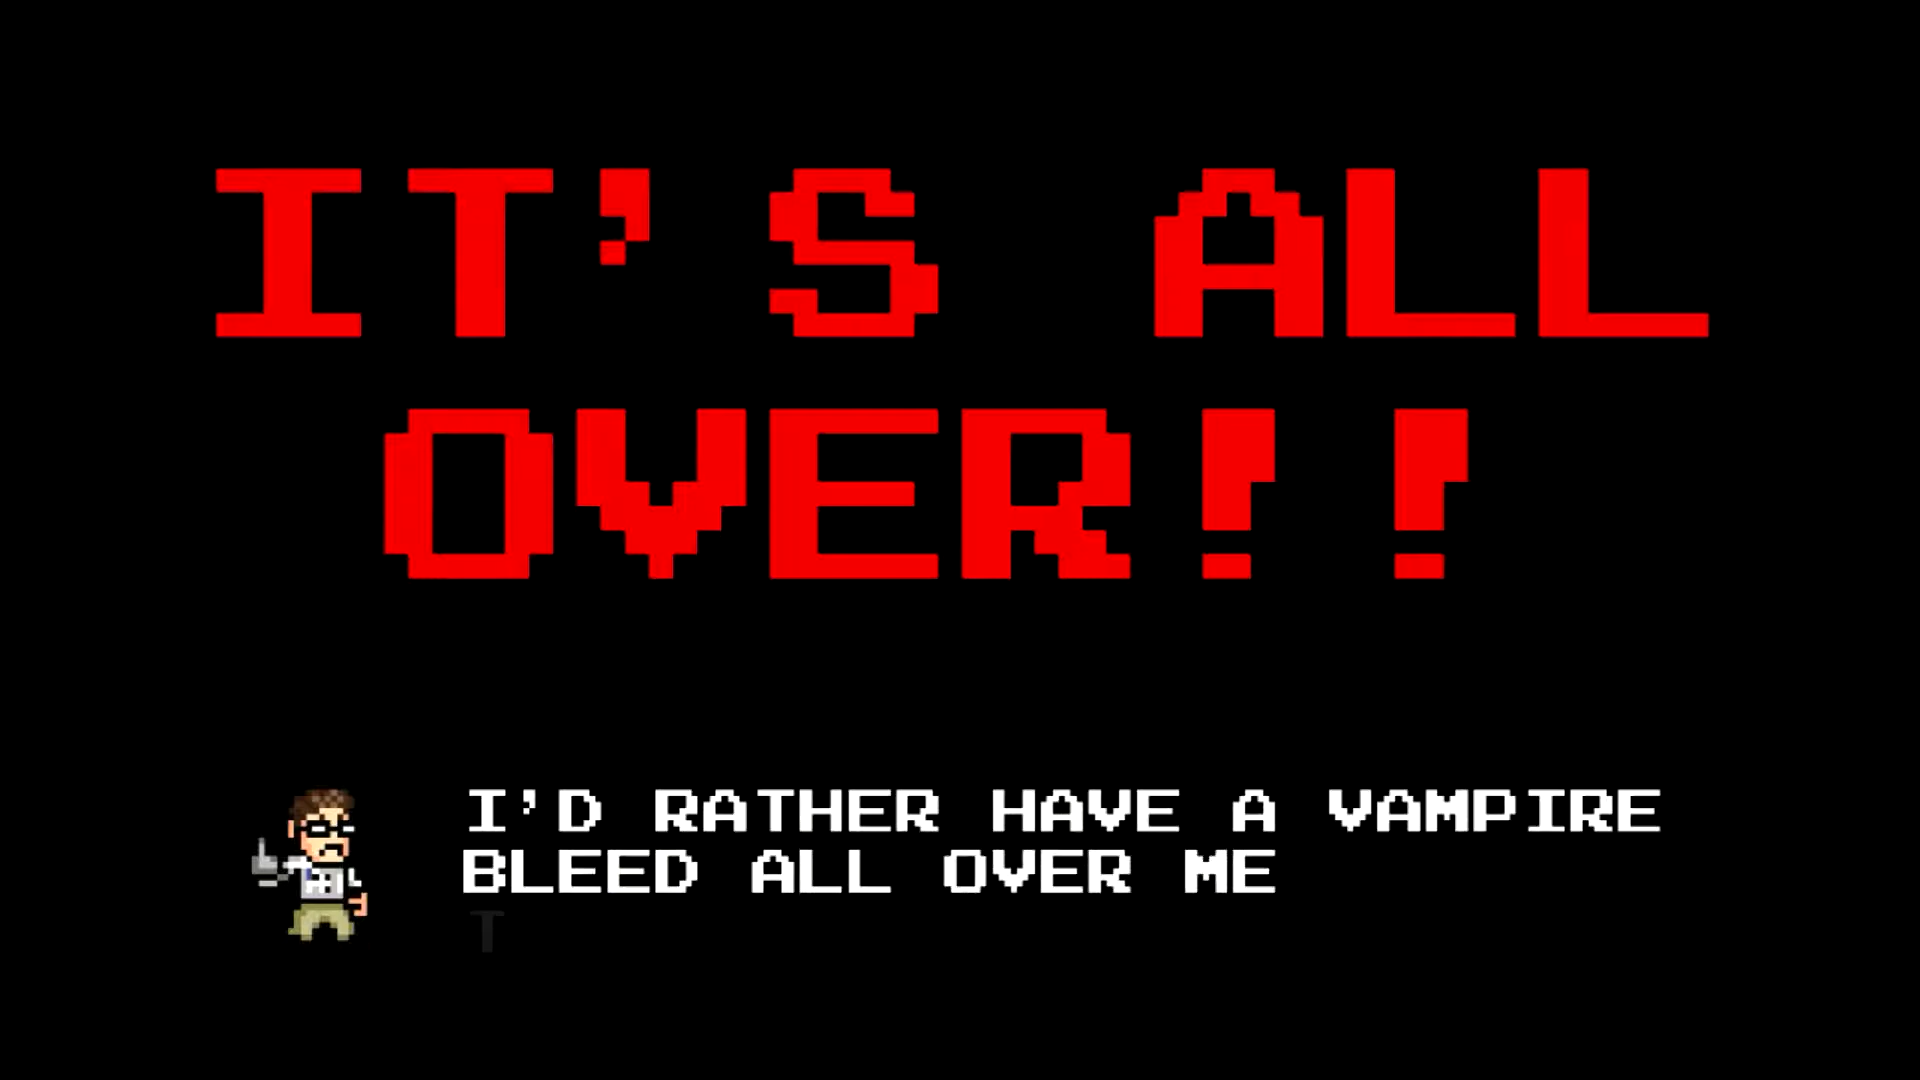 IT'S ALL
OVER!!
I'D RATHER HAVE A VAMPIRE
BLEED ALL OVER ME
T